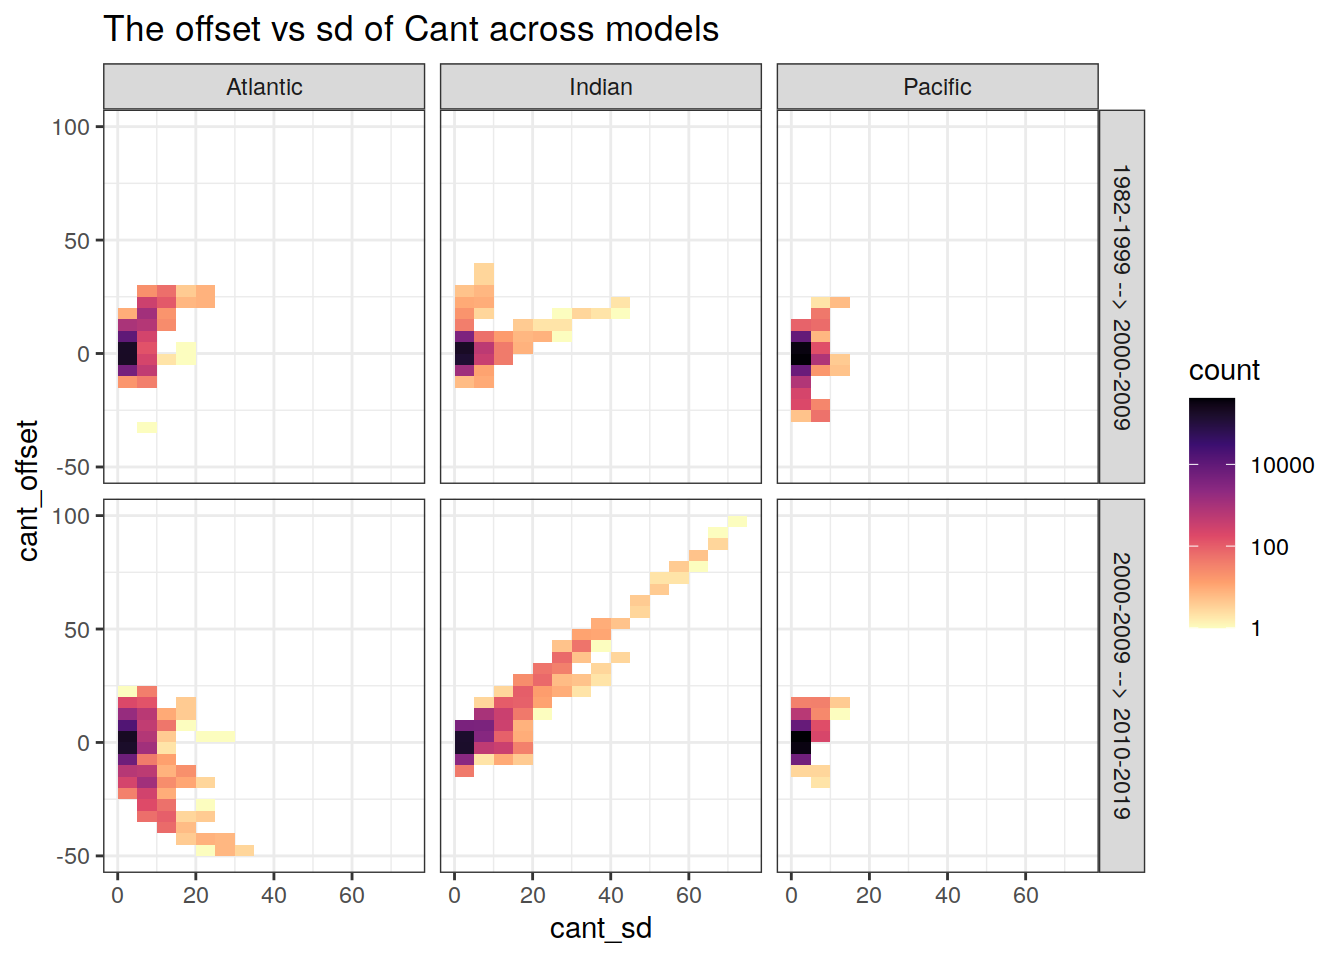 The offset vs sd of Cant across models
Atlantic
Indian
Pacific
100
50
0
-50
1982-1999 --> 2000-2009
100
50
0
-50
2000-2009 --> 2010-2019
cant_offset
0 20 40 60
0 20 40 60
0 20 40 60
cant_sd
count
10000
100
1